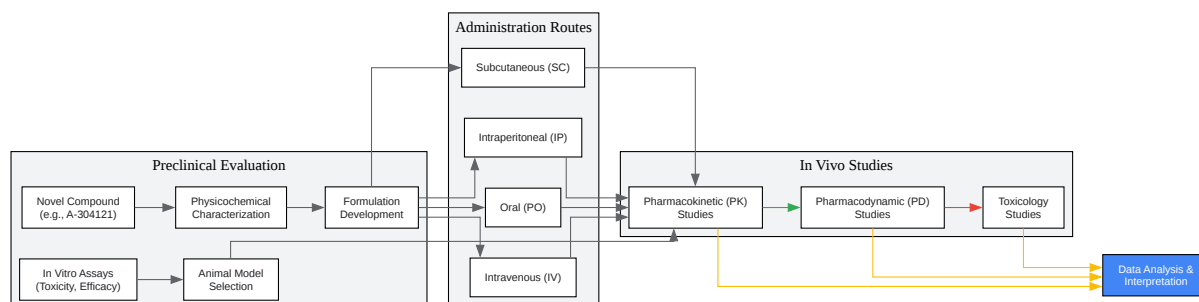 Administration Routes
Subcutaneous (SC)
Intraperitoneal (IP)
Oral (PO)
Intravenous (IV)
Preclinical Evaluation
Novel Compound
(e.g., A-304121)
Physicochemical
Characterization
Formulation
Development
In Vitro Assays
(Toxicity, Efficacy)
Animal Model
Selection
In Vivo Studies
Pharmacokinetic (PK)
Studies
Pharmacodynamic (PD)
Studies
Toxicology
Studies
Data Analysis &
Interpretation